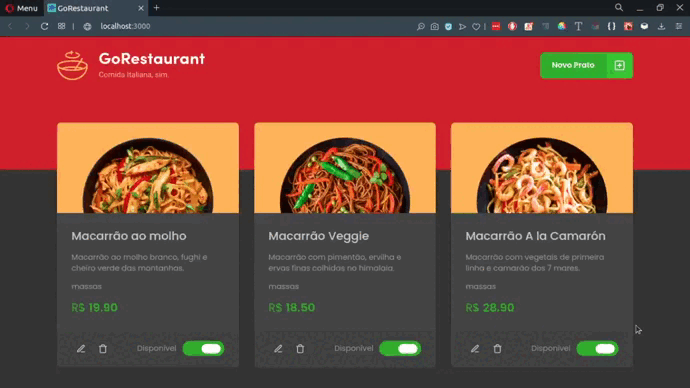 Menu
GoRestaurant
localhost:3000
GoRestaurant
Comida Italiana, sim.
Novo Prato
Macarrão ao molho
Macarrão ao molho branco, fughi e
cheiro verde das montanhas.
massas
R$ 19.90
Disponível
Macarrão Veggie
Macarrão com pimentão, ervilha e
ervas finas colhidas no himalaia.
massas
R$ 18.50
Disponível
Macarrão A la Camarón
Macarrão com vegetais de primeira
linha e camarão dos 7 mares.
massas
R$ 28.90
Disponível